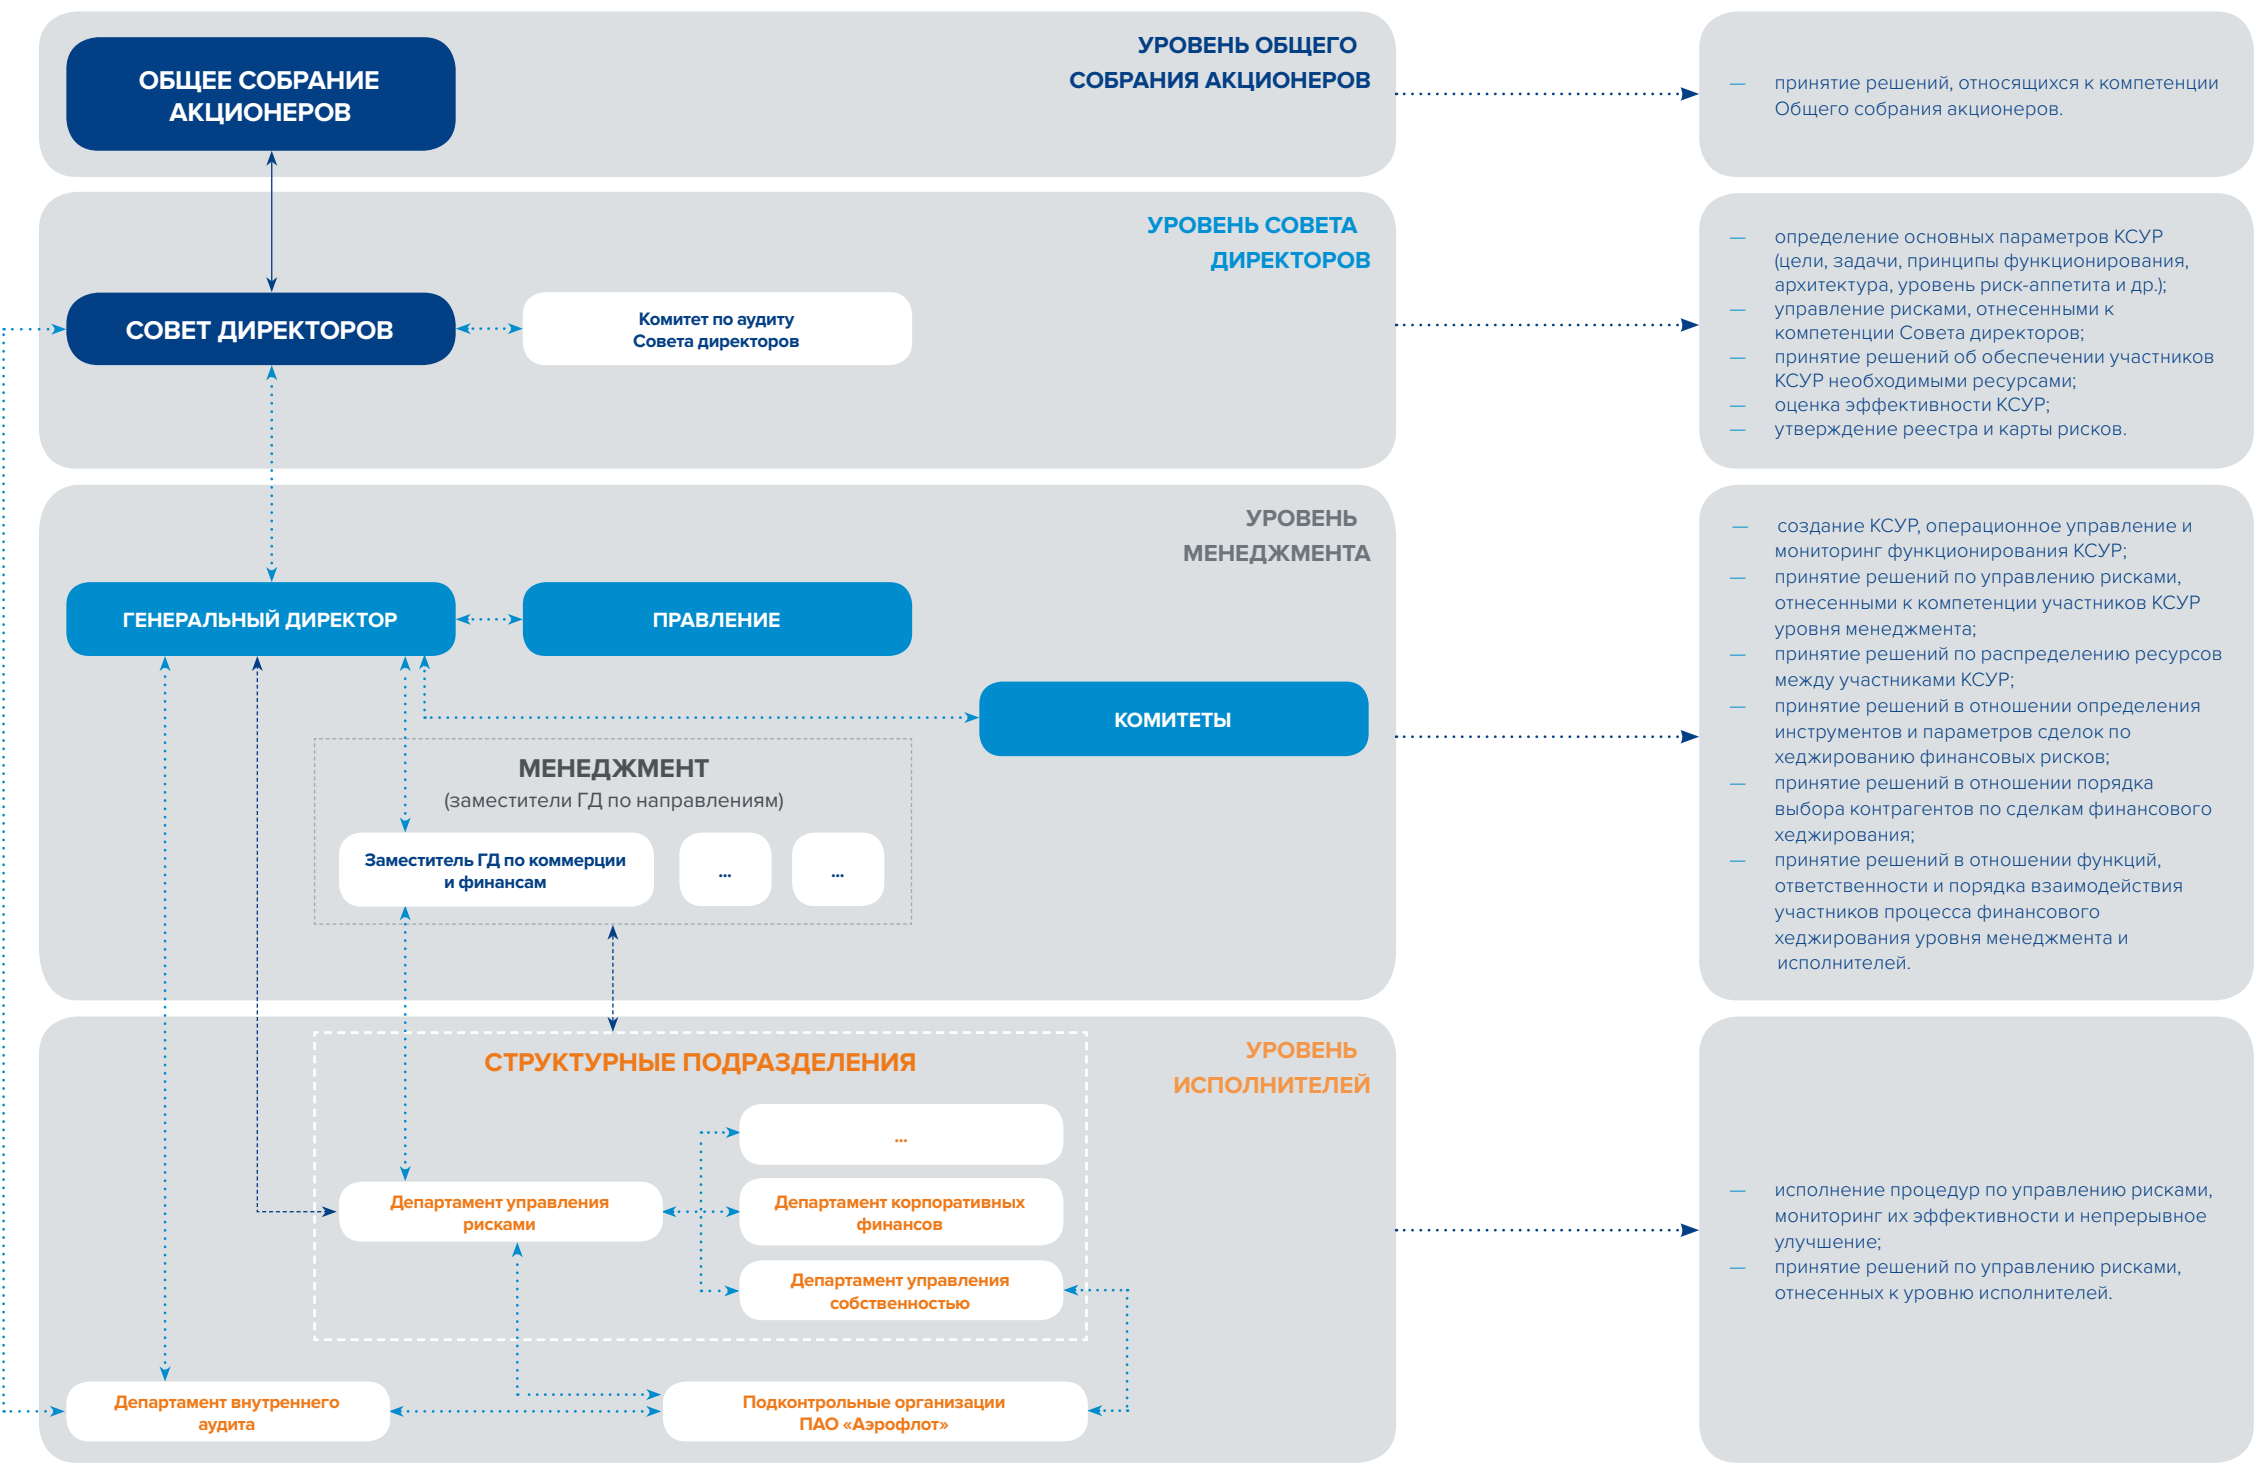 ОБЩЕЕ СОБРАНИЕ
АКЦИОНЕРОВ
УРОВЕНЬ ОБЩЕГО
СОБРАНИЯ АКЦИОНЕРОВ
— принятие решений, относящихся к компетенции
Общего собрания акционеров.
УРОВЕНЬ СОВЕТА
ДИРЕКТОРОВ
СОВЕТ ДИРЕКТОРОВ
Комитет по аудиту
Совета директоров
— определение основных параметров КСУР
(цели, задачи, принципы функционирования,
архитектура, уровень риск-аппетита и др.);
— управление рисками, отнесенными к
компетенции Совета директоров;
— принятие решений об обеспечении участников
КСУР необходимыми ресурсами;
— оценка эффективности КСУР;
— утверждение реестра и карты рисков.
УРОВЕНЬ
МЕНЕДЖМЕНТА
ГЕНЕРАЛЬНЫЙ ДИРЕКТОР
ПРАВЛЕНИЕ
КОМИТЕТЫ
МЕНЕДЖМЕНТ
(заместители ГД по направлениям)
Заместитель ГД по коммерции
и финансам
...
...
— создание КСУР, операционное управление и
мониторинг функционирования КСУР;
— принятие решений по управлению рисками,
отнесенными к компетенции участников КСУР
уровня менеджмента;
— принятие решений по распределению ресурсов
между участниками КСУР;
— принятие решений в отношении определения
инструментов и параметров сделок по
хеджированию финансовых рисков;
— принятие решений в отношении порядка
выбора контрагентов по сделкам финансового
хеджирования;
— принятие решений в отношении функций,
ответственности и порядка взаимодействия
участников процесса финансового
хеджирования уровня менеджмента и
исполнителей.
СТРУКТУРНЫЕ ПОДРАЗДЕЛЕНИЯ
УРОВЕНЬ
ИСПОЛНИТЕЛЕЙ
...
Департамент управления
рисками
Департамент корпоративных
финансов
Департамент управления
собственностью
Департамент внутреннего
аудита
Подконтрольные организации
ПАО «Аэрофлот»
— исполнение процедур по управлению рисками,
мониторинг их эффективности и непрерывное
улучшение;
— принятие решений по управлению рисками,
отнесенных к уровню исполнителей.